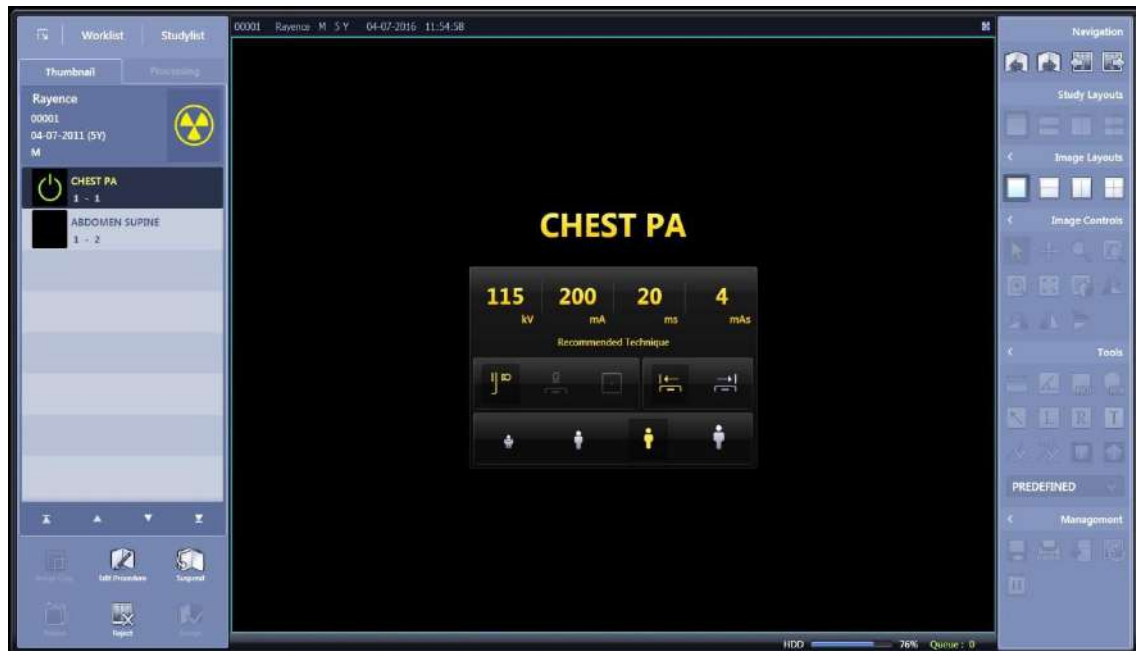 00001 Rayence M 5 Y 04-07-2016 11:54:58
Worklist Studylist
Thumbnail Processing
Rayence
00001
04-07-2011 (5Y)
M
CHEST PA
1 - 1
ABDOMEN SUPINE
1 - 2
Edit Procedure Suspend
Reject
CHEST PA
115 kV 200 mA 20 ms 4 mAs
Recommended Technique
HDD 76% Queue : 0
Navigation
Study Layouts
Image Layouts
Image Controls
Tools
L R T
PREDEFINED
Management